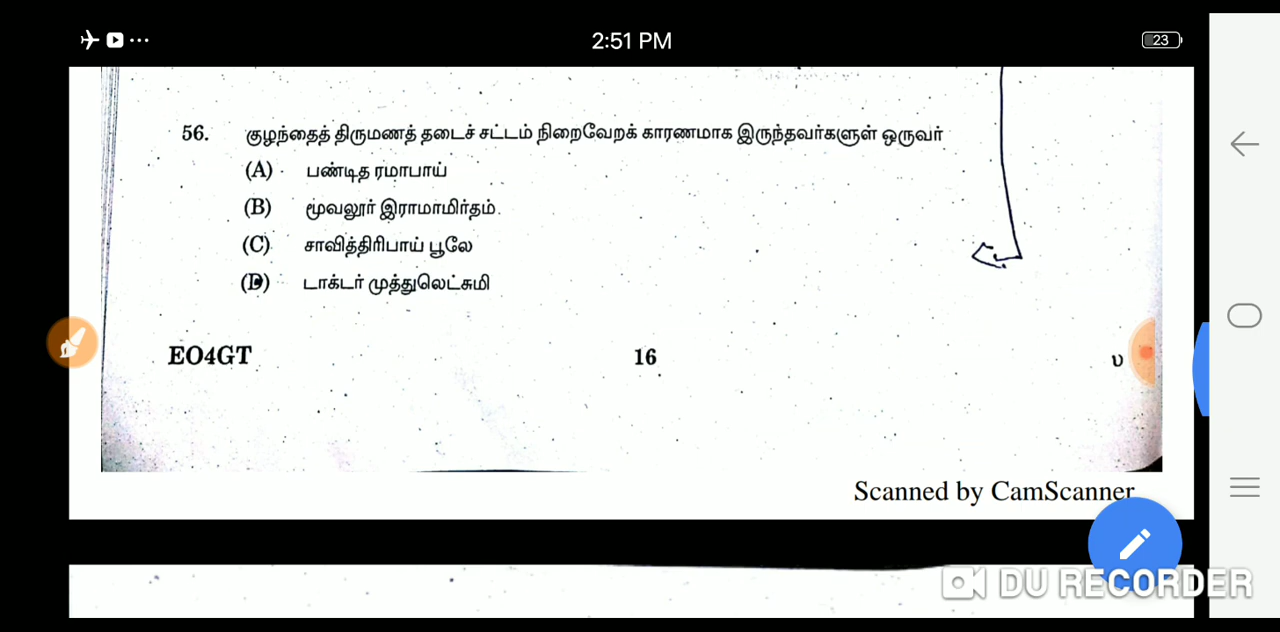 2:51 PM
23
56. குழந்தைத் திருமணத் தடைச் சட்டம் நிறைவேறக் காரணமாக இருந்தவர்களுள் ஒருவர்
(A) பண்டித ரமாபாய்
(B) மூவலூர் இராமாமிர்தம்.
(C) சாவித்திரிபாய் பூலே
(D) டாக்டர் முத்துலெட்சுமி
EO4GT 16 υ
Scanned by CamScanner
DU RECORDER